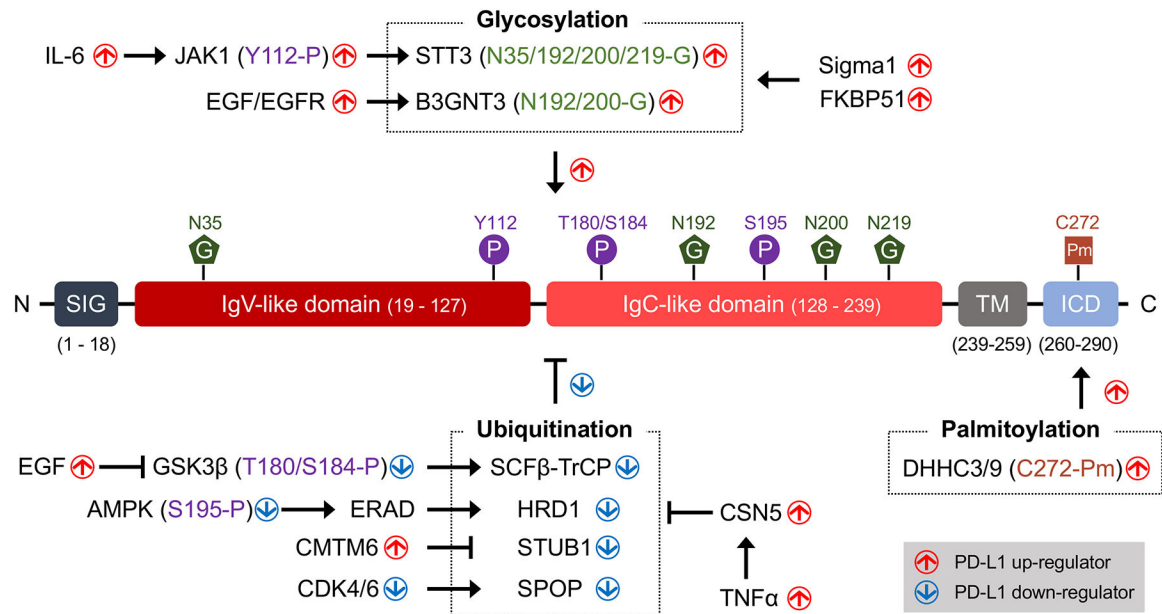 Glycosylation
IL-6 JAK1 (Y112-P) STT3 (N35/192/200/219-G)
EGF/EGFR B3GNT3 (N192/200-G)
Sigma1
FKBP51
N35 Y112 T180/S184 N192 S195 N200 N219 C272
G P P G P G G Pm
N SIG IgV-like domain (19 - 127) IgC-like domain (128 - 239) TM ICD C
(1 - 18) (239-259) (260-290)
Ubiquitination
EGF GSK3β (T180/S184-P) SCFβ-TrCP
AMPK (S195-P) ERAD HRD1
CMTM6 STUB1
CDK4/6 SPOP
CSN5
TNFα
Palmitoylation
DHHC3/9 (C272-Pm)
PD-L1 up-regulator
PD-L1 down-regulator